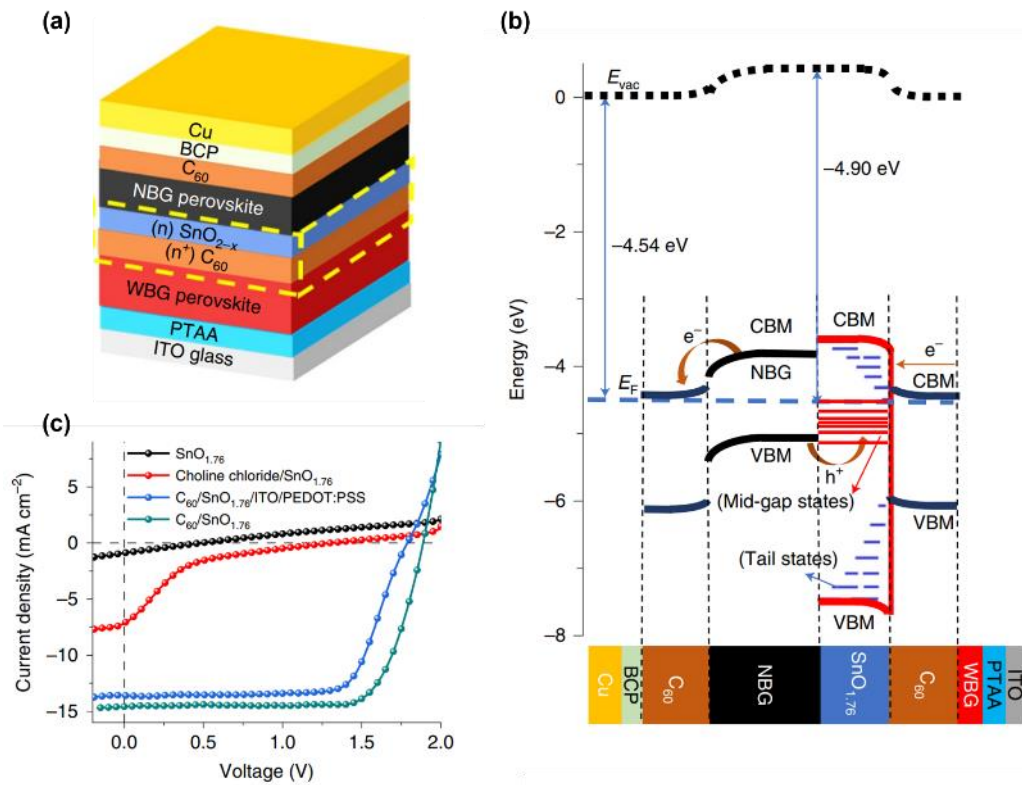 (a)
Cu
BCP
C₆₀
NBG perovskite
(n) SnO₂₋ₓ
(n⁺) C₆₀
WBG perovskite
PTAA
ITO glass
(b)
Energy (eV)
0
−2
−4
−6
−8
E_vac
−4.90 eV
−4.54 eV
CBM
CBM
e⁻
e⁻
NBG
CBM
E_F
VBM
h⁺
(Mid-gap states)
VBM
(Tail states)
VBM
Cu
BCP
C₆₀
NBG
SnO₁.₇₆
C₆₀
WBG
PTAA
ITO
(c)
Current density (mA cm⁻²)
5
0
−5
−10
−15
SnO₁.₇₆
Choline chloride/SnO₁.₇₆
C₆₀/SnO₁.₇₆/ITO/PEDOT:PSS
C₆₀/SnO₁.₇₆
0.0 0.5 1.0 1.5 2.0
Voltage (V)